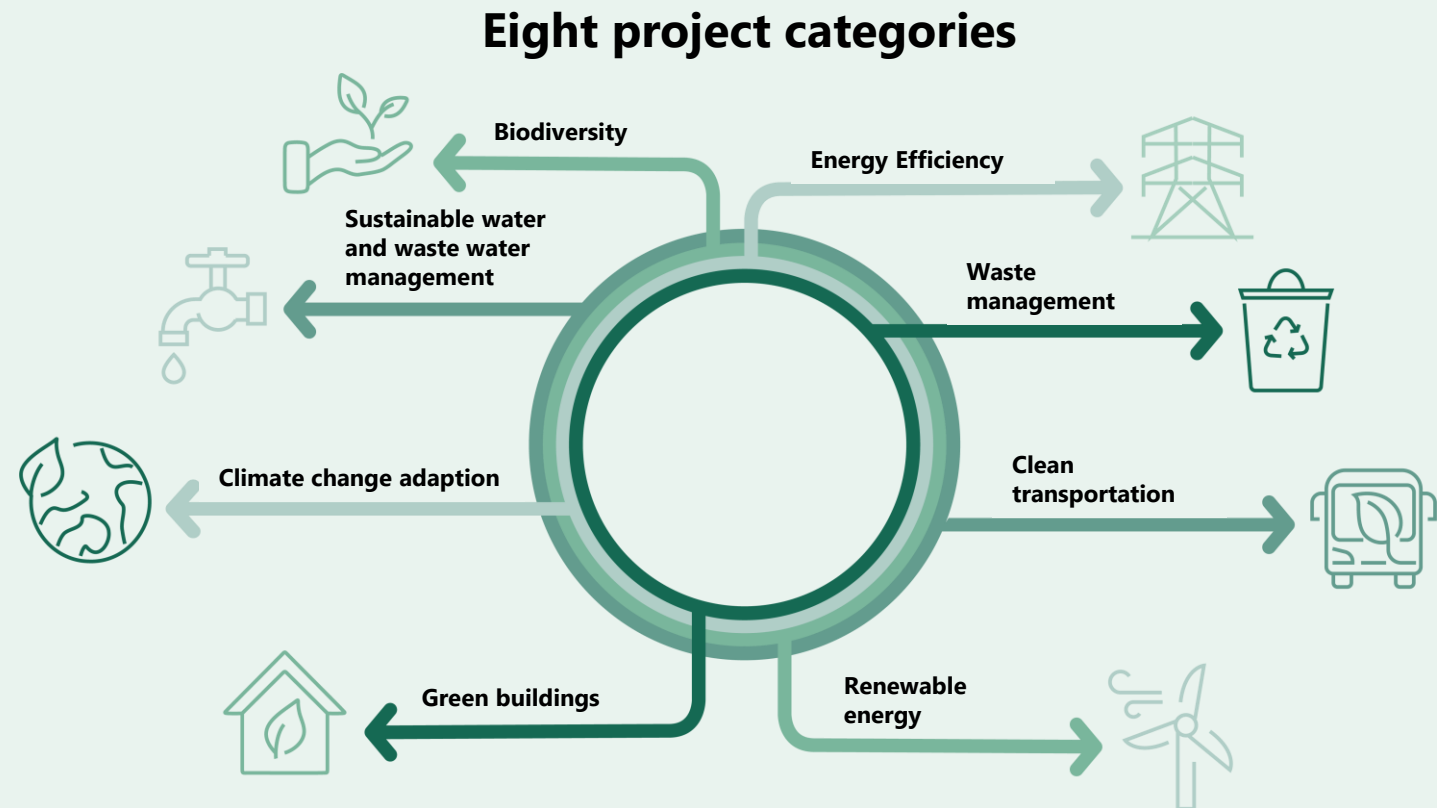 Eight project categories
Biodiversity
Energy Efficiency
Sustainable water
and waste water
management
Waste
management
Climate change adaption
Clean
transportation
Green buildings
Renewable
energy